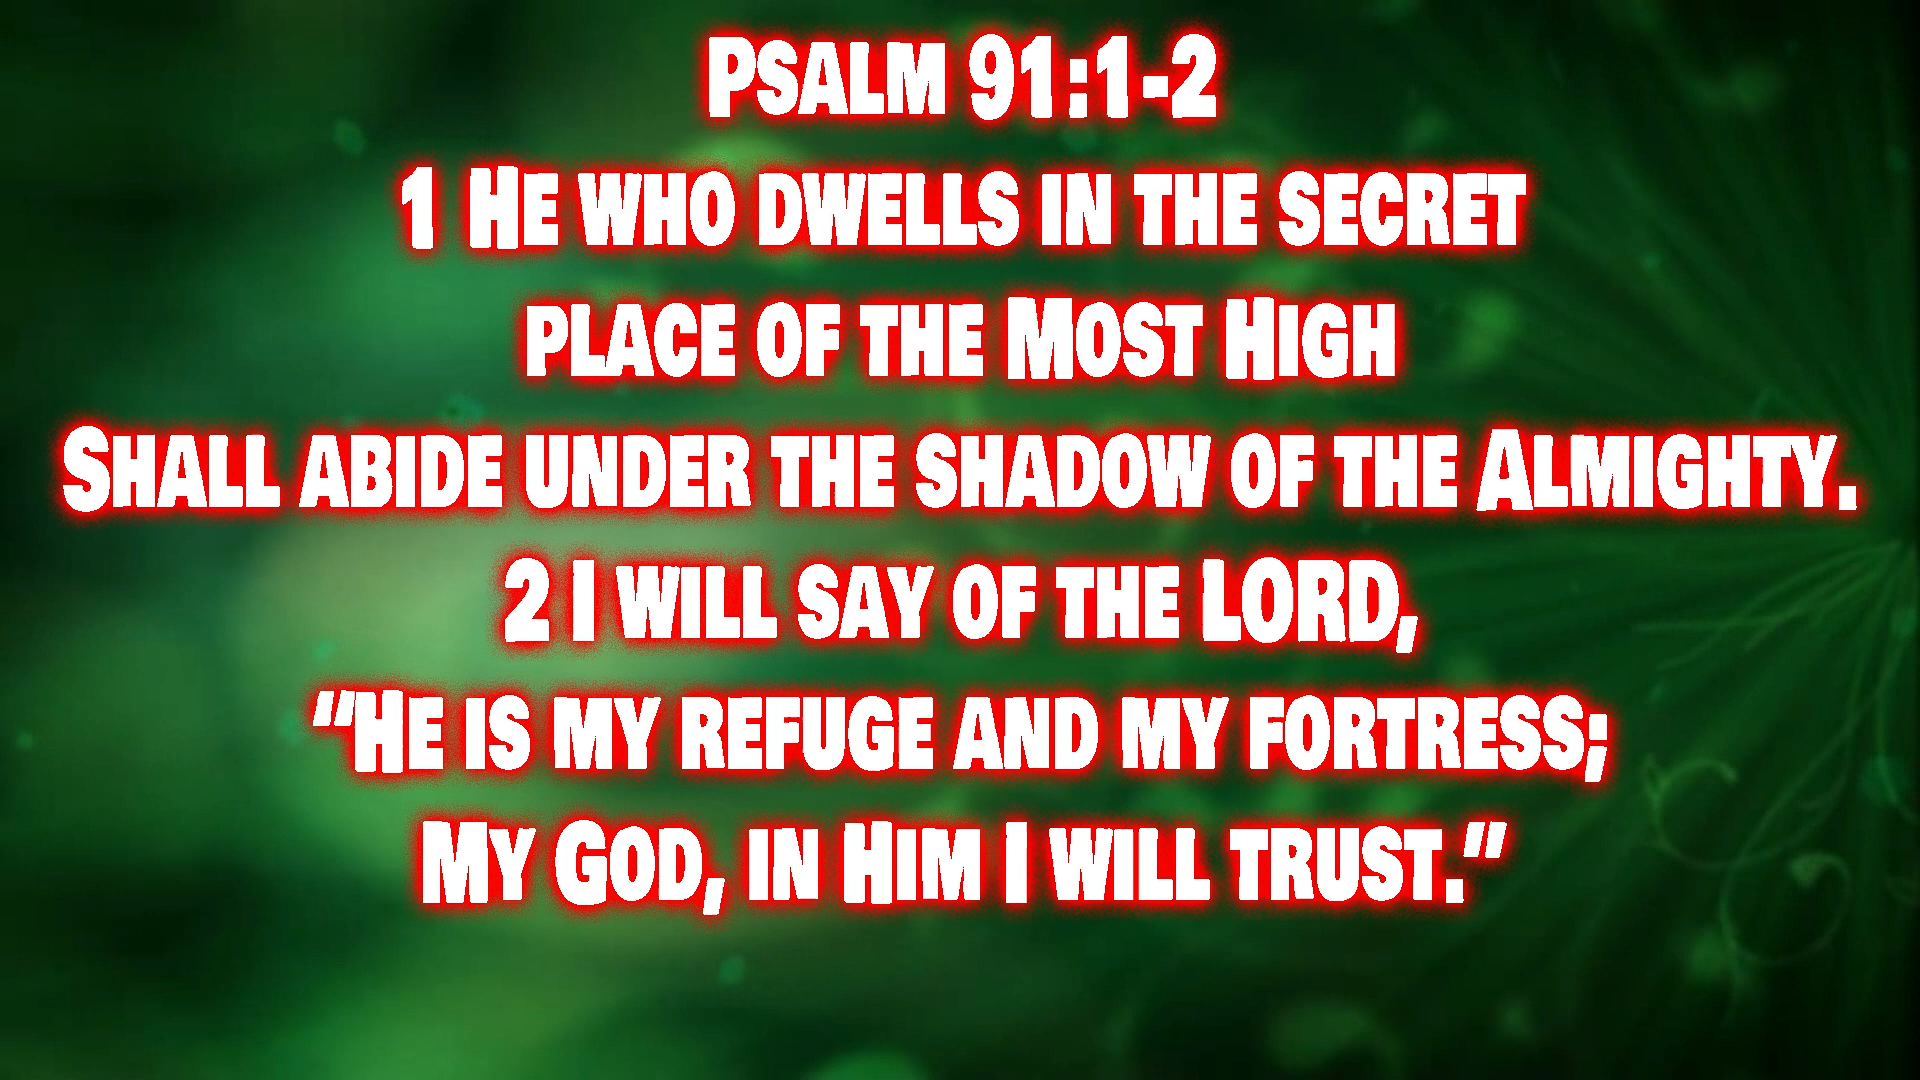 Psalm 91:1-2
1 He who dwells in the secret
place of the Most High
Shall abide under the shadow of the Almighty.
2 I will say of the LORD,
“He is my refuge and my fortress;
My God, in Him I will trust.”